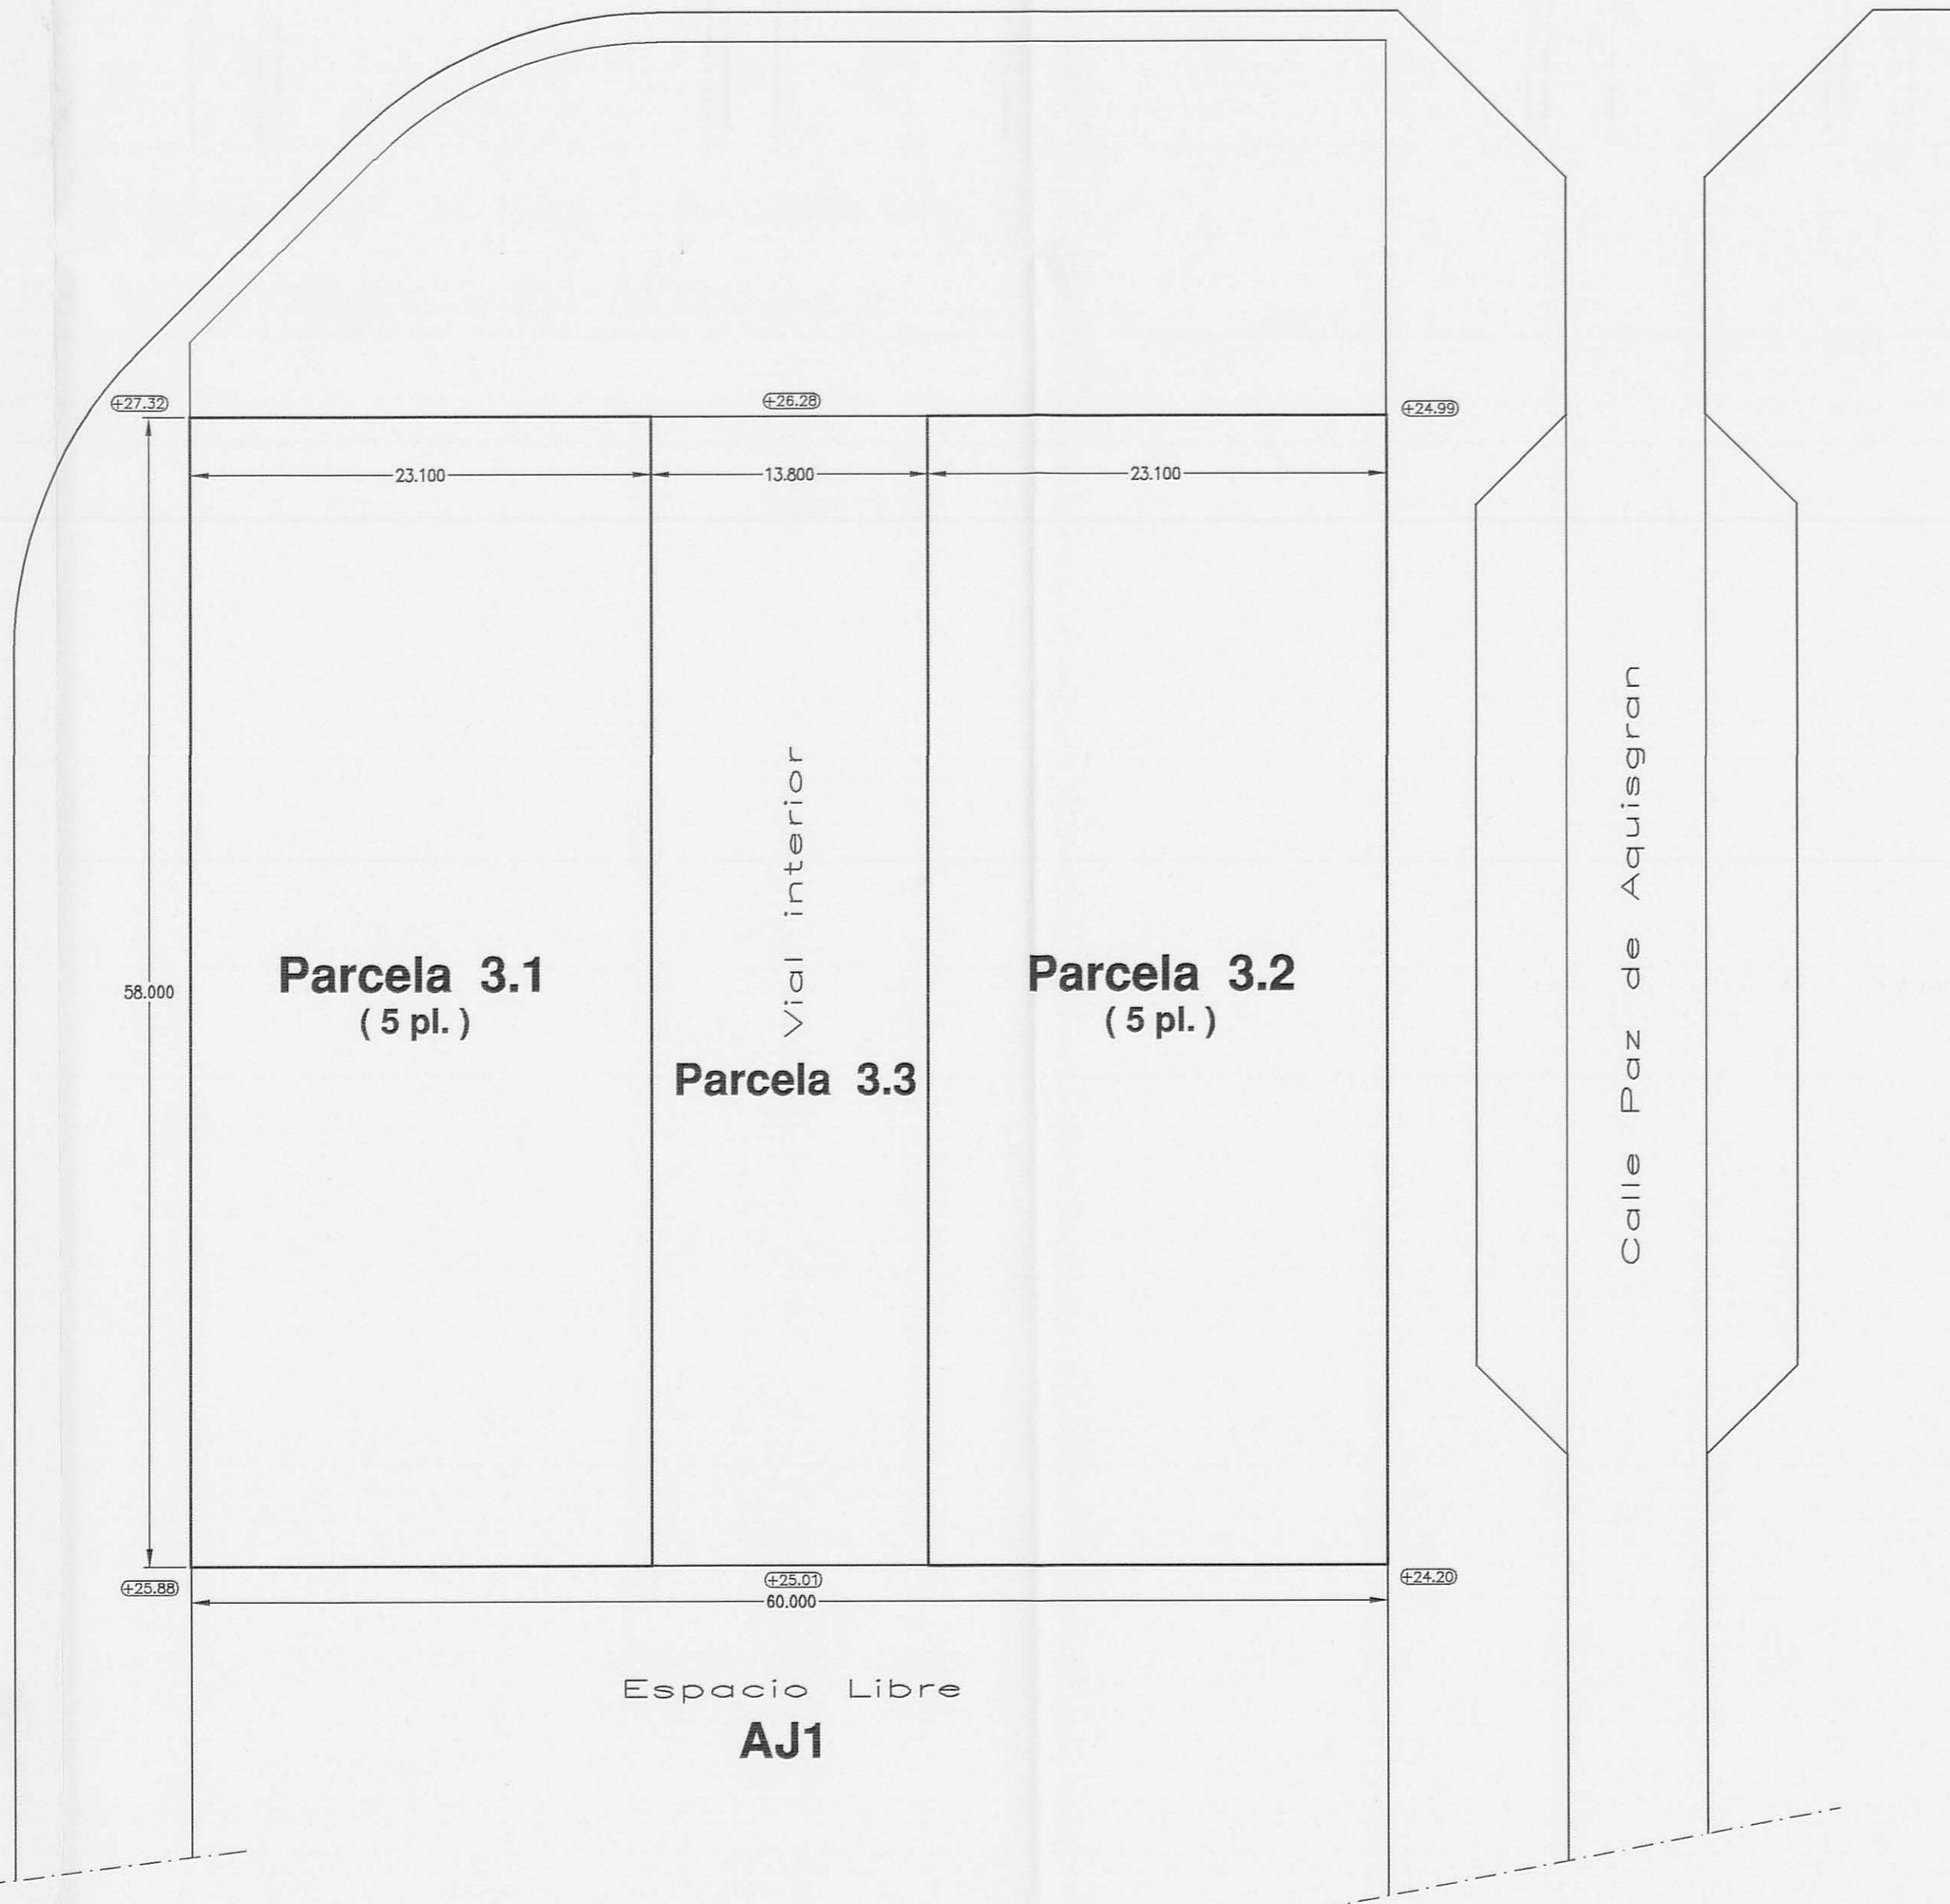 +27.32
+26.28
+24.99
23.100
13.800
23.100
Calle Paz de Aquisgran
Vial interior
58.000
Parcela 3.1
( 5 pl. )
Parcela 3.2
( 5 pl. )
Parcela 3.3
+25.88
+25.01
+24.20
60.000
Espacio Libre
AJ1